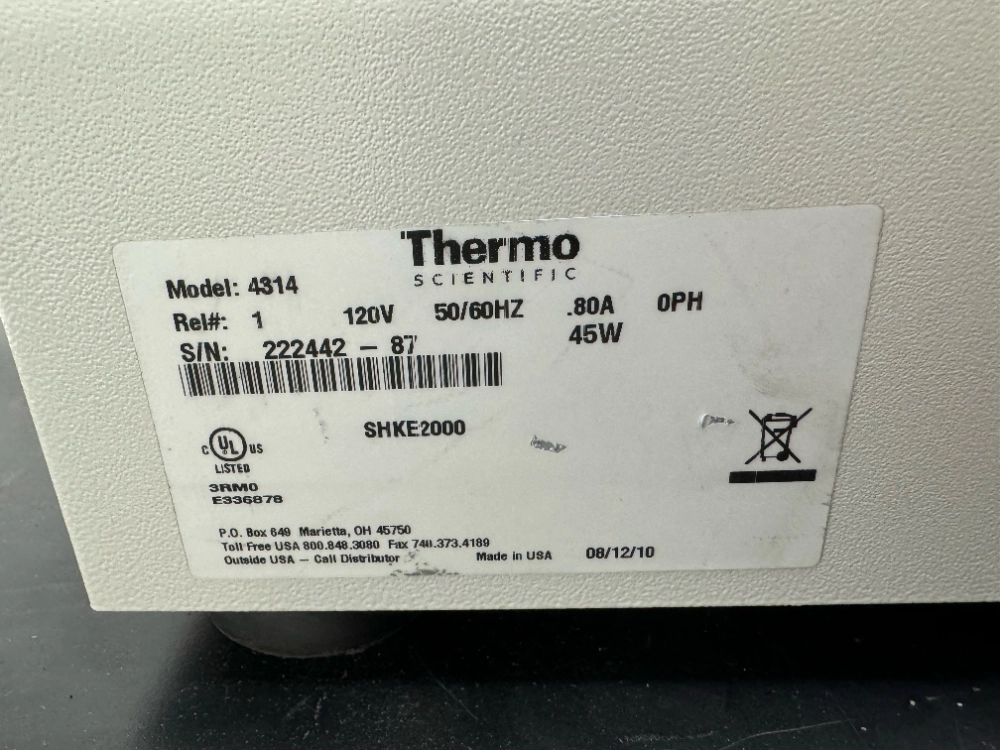 Thermo
SCIENTIFIC
Model: 4314
Rel#: 1 120V 50/60HZ .80A 0PH
S/N: 222442 – 87 45W
SHKE2000
C UL US
LISTED
3RM0
E336878
P.O. Box 649 Marietta, OH 45750
Toll Free USA 800.848.3080 Fax 740.373.4189
Outside USA – Call Distributor Made in USA 08/12/10